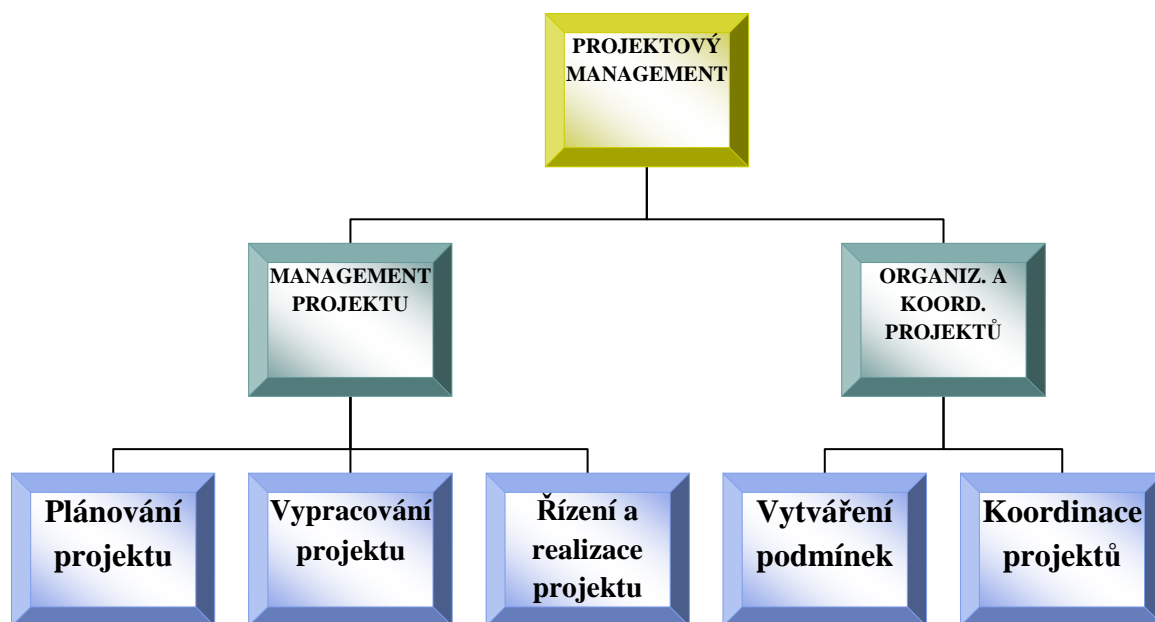 PROJEKTOVÝ
MANAGEMENT
MANAGEMENT
PROJEKTU
ORGANIZ. A
KOORD.
PROJEKTŮ
Plánování
projektu
Vypracování
projektu
Řízení a
realizace
projektu
Vytváření
podmínek
Koordinace
projektů